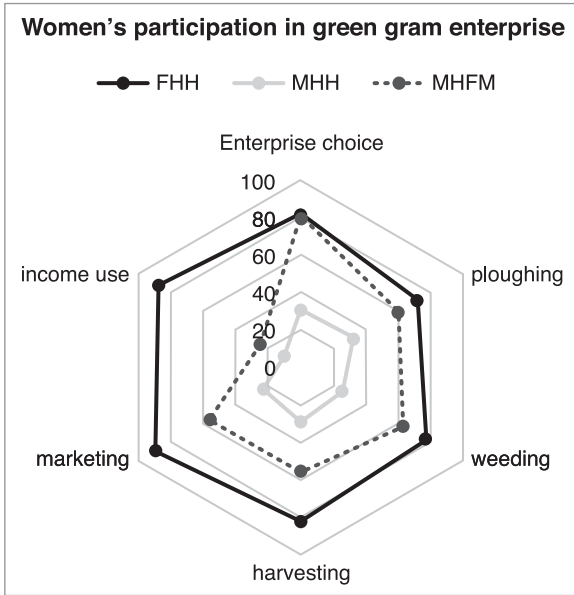 Women’s participation in green gram enterprise
FHH MHH MHFM
Enterprise choice
100
80
60
40
20
0
income use
ploughing
marketing
weeding
harvesting